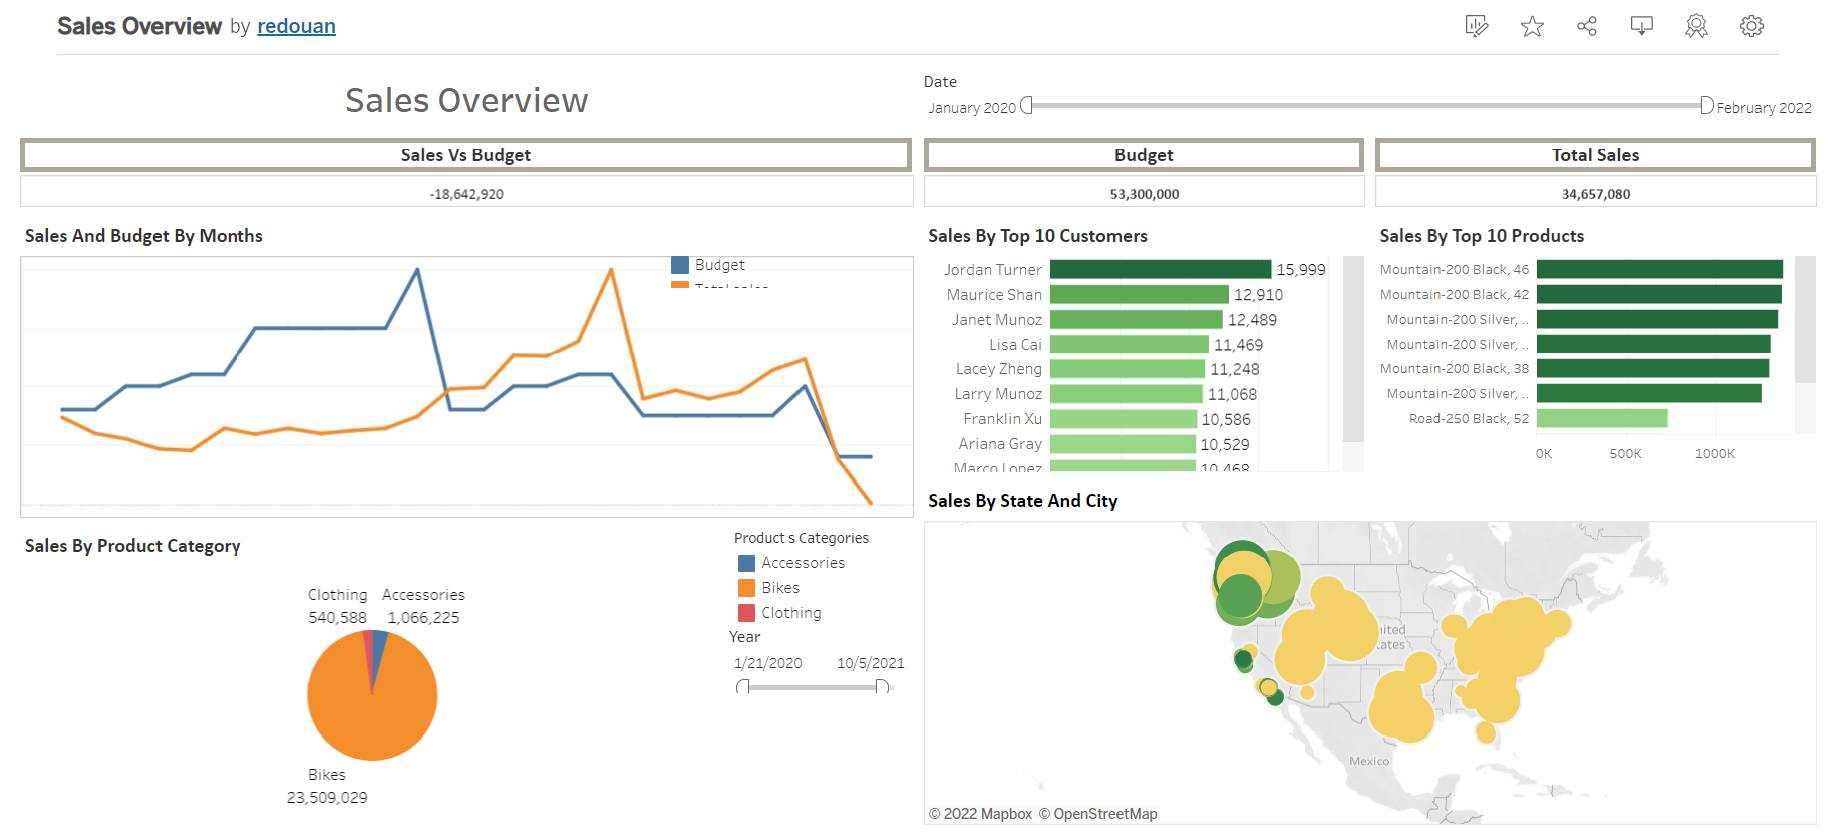 Sales Overview by redouan
Sales Overview
Date
January 2020
February 2022
Sales Vs Budget
-18,642,920
Budget
53,300,000
Total Sales
34,657,080
Sales And Budget By Months
Budget
Total sales
Sales By Top 10 Customers
Jordan Turner 15,999
Maurice Shan 12,910
Janet Munoz 12,489
Lisa Cai 11,469
Lacey Zheng 11,248
Larry Munoz 11,068
Franklin Xu 10,586
Ariana Gray 10,529
Marco Lopez 10,468
Sales By Top 10 Products
Mountain-200 Black, 46
Mountain-200 Black, 42
Mountain-200 Silver, ..
Mountain-200 Silver, ..
Mountain-200 Black, 38
Mountain-200 Silver, ..
Road-250 Black, 52
0K 500K 1000K
Sales By Product Category
Clothing
540,588
Accessories
1,066,225
Bikes
23,509,029
Product s Categories
Accessories
Bikes
Clothing
Year
1/21/2020 10/5/2021
Sales By State And City
Mexico
© 2022 Mapbox © OpenStreetMap